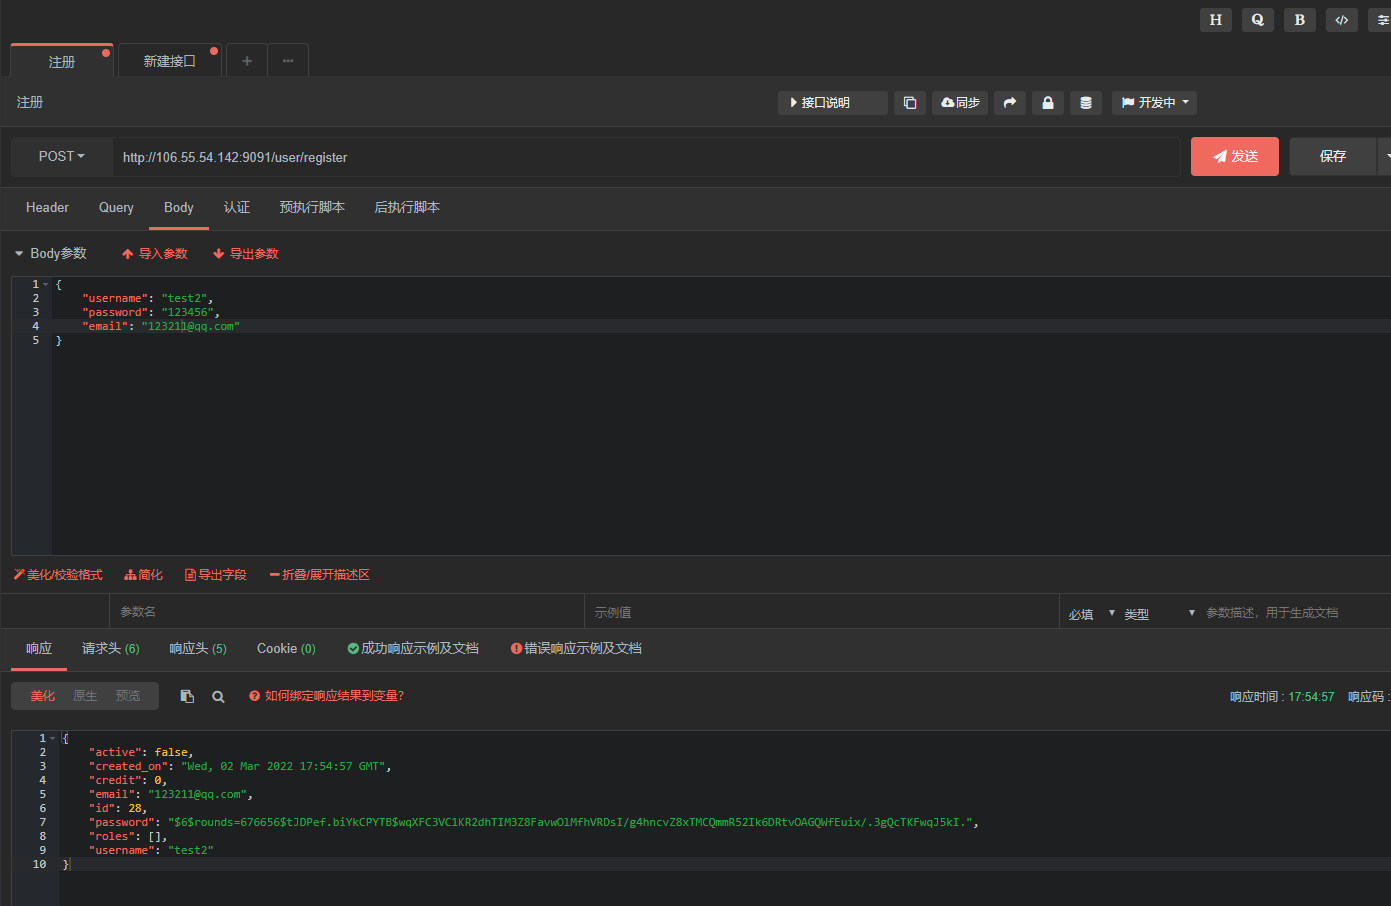 H Q B </>
注册 新建接口 + ···
注册 接口说明 同步 开发中
POST http://106.55.54.142:9091/user/register 发送 保存
Header Query Body 认证 预执行脚本 后执行脚本
Body参数 导入参数 导出参数
1 {
2 "username": "test2",
3 "password": "123456",
4 "email": "123211@qq.com"
5 }
美化/校验格式 简化 导出字段 折叠/展开描述区
参数名 示例值 必填 类型 参数描述，用于生成文档
响应 请求头 (6) 响应头 (5) Cookie (0) 成功响应示例及文档 错误响应示例及文档
美化 原生 预览 如何绑定响应结果到变量? 响应时间 : 17:54:57 响应码 :
1 {
2 "active": false,
3 "created_on": "Wed, 02 Mar 2022 17:54:57 GMT",
4 "credit": 0,
5 "email": "123211@qq.com",
6 "id": 28,
7 "password": "$6$rounds=676656$tJDPef.biYkCPYTB$wqXFC3VC1KR2dhTIM3Z8FavwOlMfhVRDsI/g4hncvZ8xTMCQmmR52Ik6DRtvOAGQWfEuix/.3gQcTKFwqJ5kI.",
8 "roles": [],
9 "username": "test2"
10 }